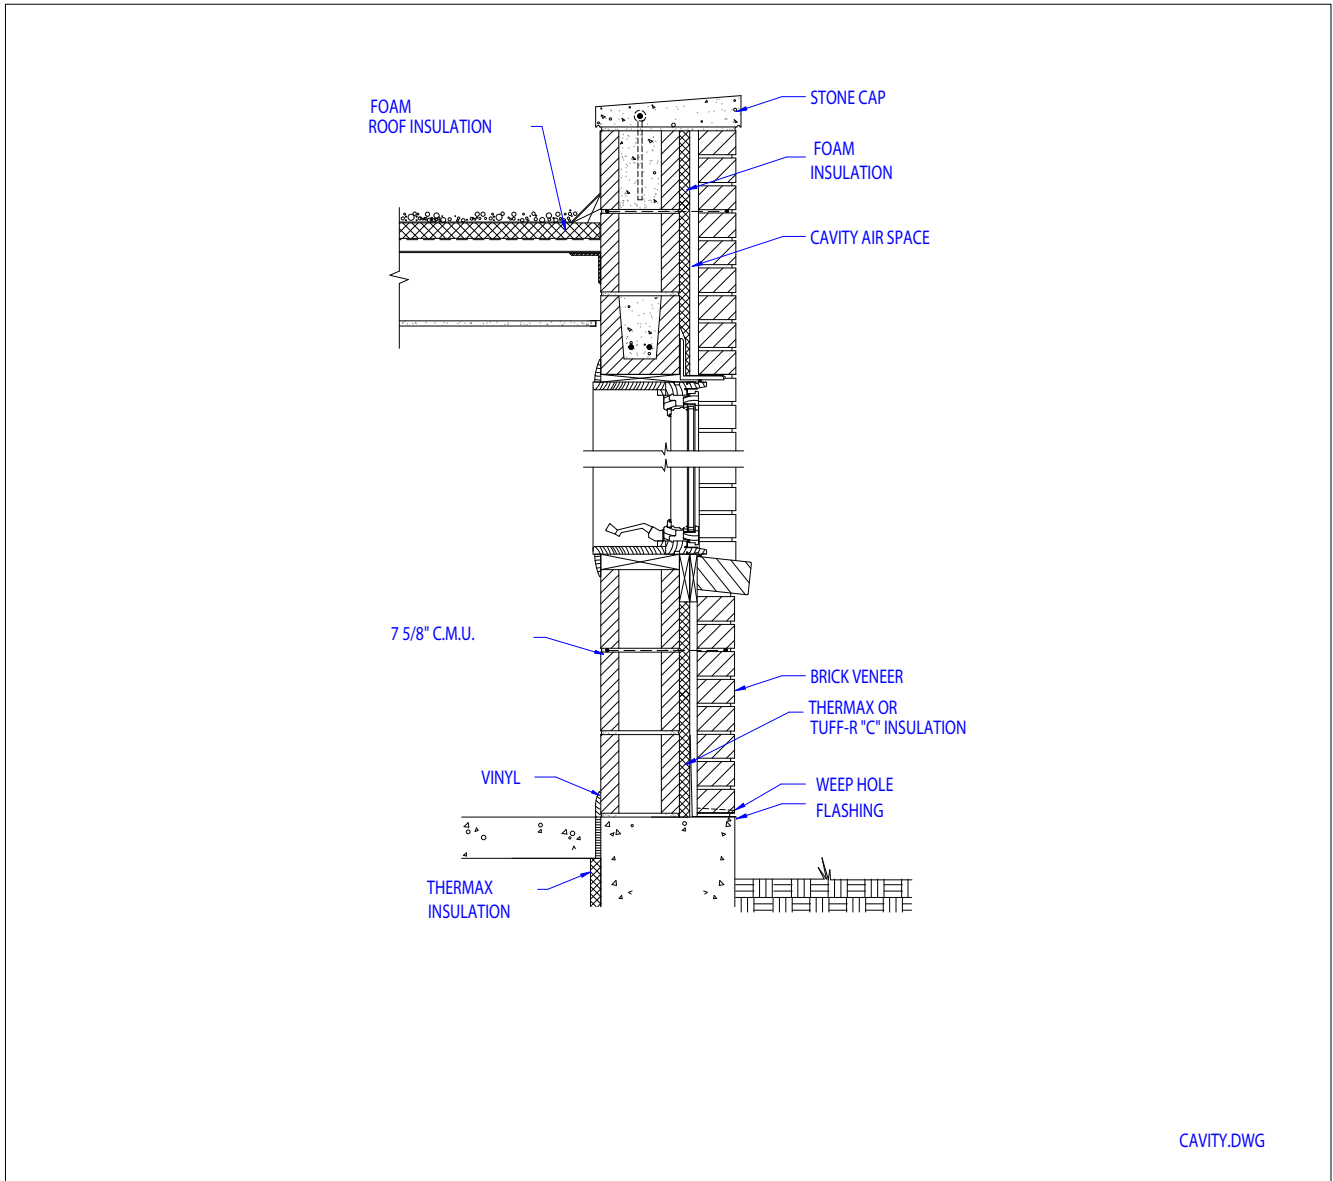 STONE CAP
FOAM
ROOF INSULATION
FOAM
INSULATION
CAVITY AIR SPACE
7 5/8" C.M.U.
BRICK VENEER
THERMAX OR
TUFF-R "C" INSULATION
VINYL
WEEP HOLE
FLASHING
THERMAX
INSULATION
CAVITY.DWG